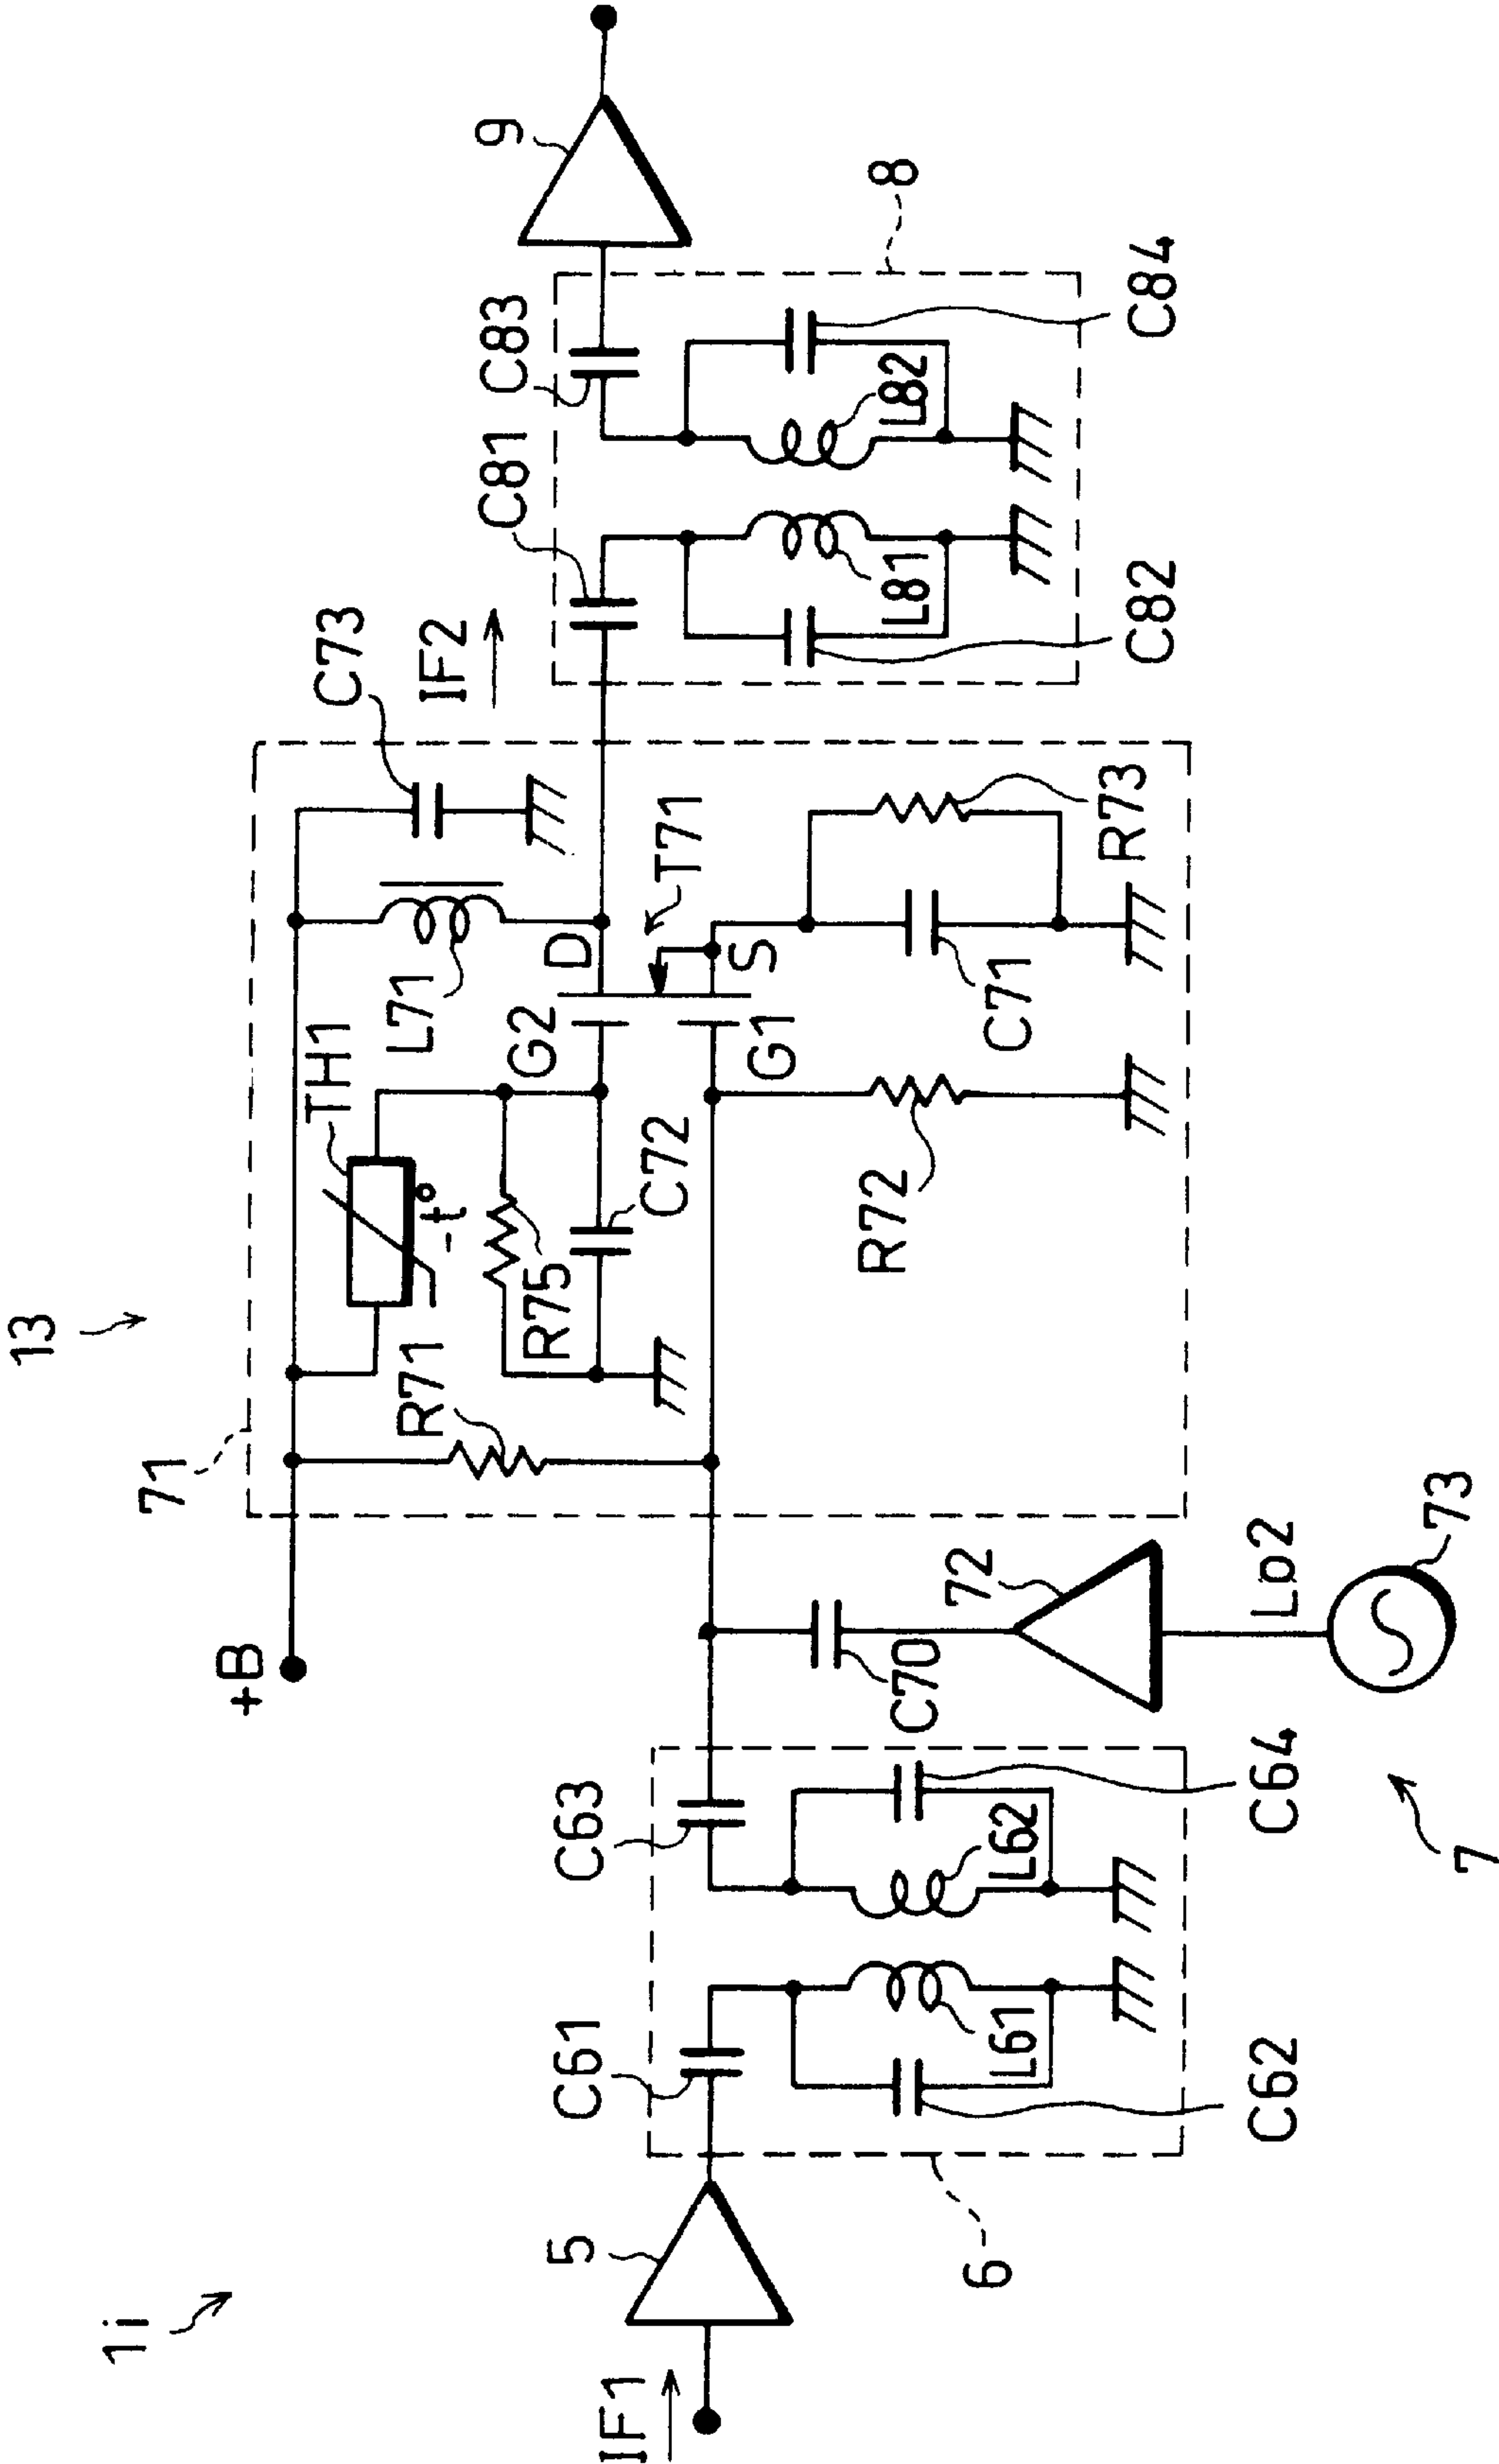 1i
13
IF1
5
6
C61
C62
L61
L62
C63
C64
7
+B
C70
72
Lo2
73
71
R71
TH1
-t°
R75
C72
R72
G2
G1
L71
D
S
T71
C71
R73
C73
IF2
8
C81
C82
L81
L82
C83
C84
9